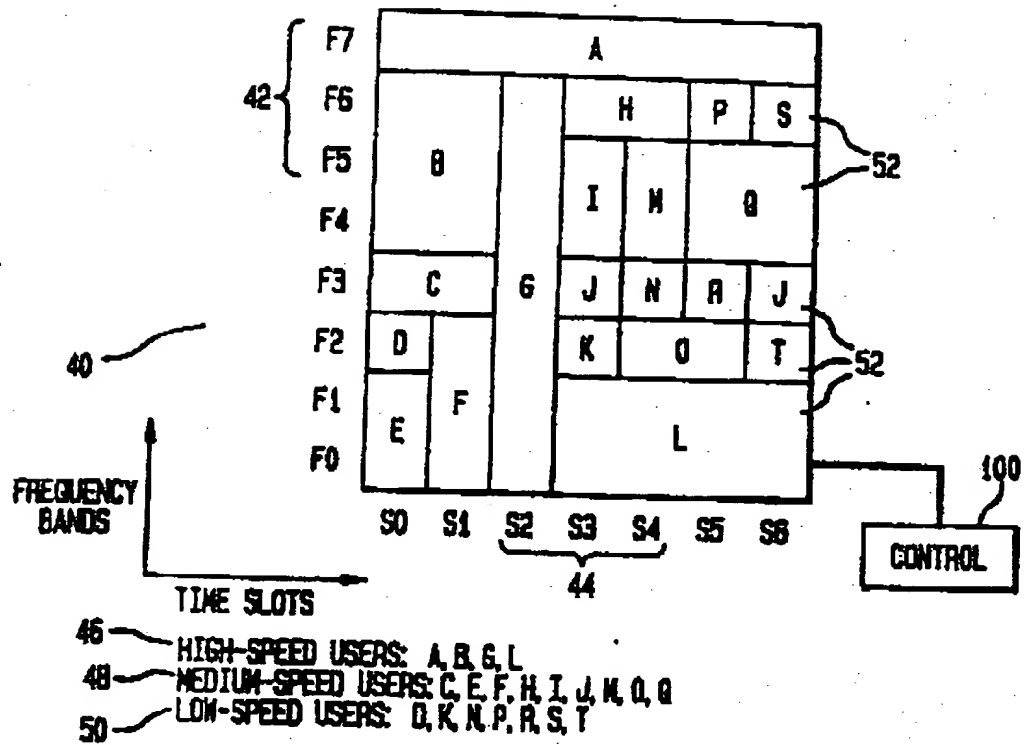 F7 A
42 F6 H P S
F5 B I M Q 52
F4
F3 C G J N R J
40 F2 D K O T 52
F1 E F L
F0
FREQUENCY
BANDS
S0 S1 S2 S3 S4 S5 S6
100
CONTROL
44
TIME SLOTS
46 HIGH-SPEED USERS: A, B, G, L
48 MEDIUM-SPEED USERS: C, E, F, H, I, J, M, O, Q
50 LOW-SPEED USERS: D, K, N, P, R, S, T